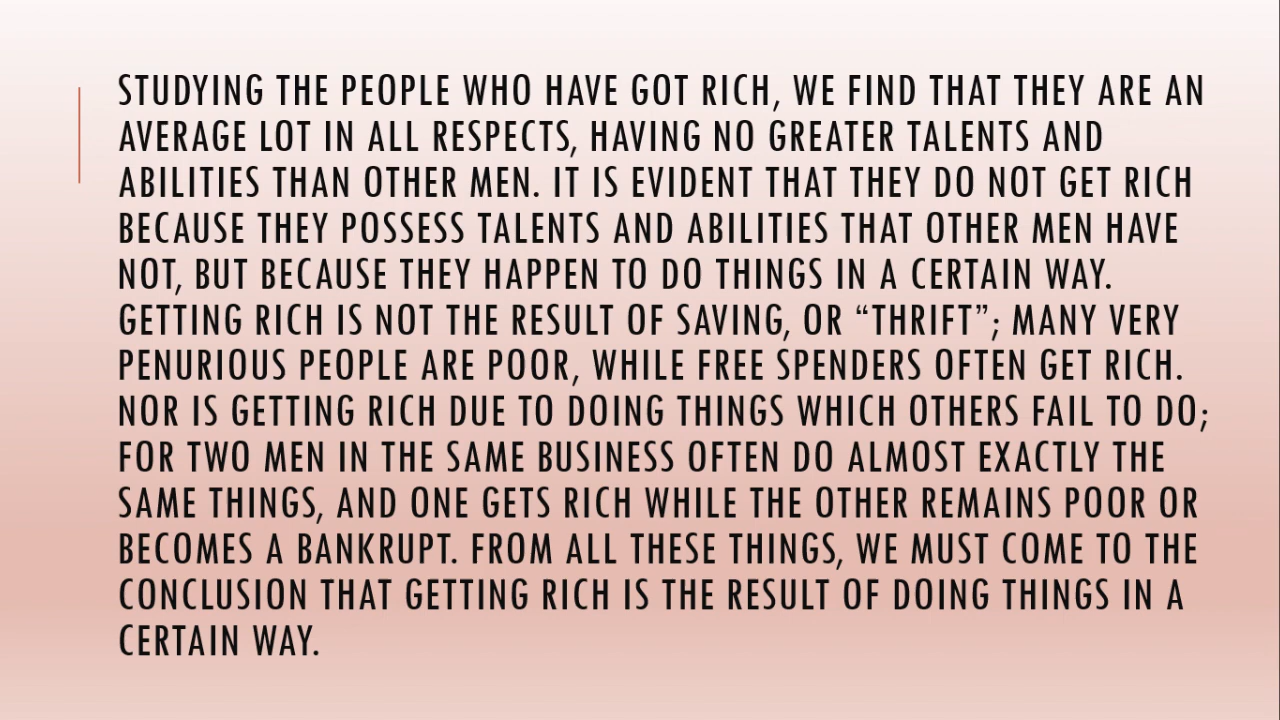 STUDYING THE PEOPLE WHO HAVE GOT RICH, WE FIND THAT THEY ARE AN
AVERAGE LOT IN ALL RESPECTS, HAVING NO GREATER TALENTS AND
ABILITIES THAN OTHER MEN. IT IS EVIDENT THAT THEY DO NOT GET RICH
BECAUSE THEY POSSESS TALENTS AND ABILITIES THAT OTHER MEN HAVE
NOT, BUT BECAUSE THEY HAPPEN TO DO THINGS IN A CERTAIN WAY.
GETTING RICH IS NOT THE RESULT OF SAVING, OR “THRIFT”; MANY VERY
PENURIOUS PEOPLE ARE POOR, WHILE FREE SPENDERS OFTEN GET RICH.
NOR IS GETTING RICH DUE TO DOING THINGS WHICH OTHERS FAIL TO DO;
FOR TWO MEN IN THE SAME BUSINESS OFTEN DO ALMOST EXACTLY THE
SAME THINGS, AND ONE GETS RICH WHILE THE OTHER REMAINS POOR OR
BECOMES A BANKRUPT. FROM ALL THESE THINGS, WE MUST COME TO THE
CONCLUSION THAT GETTING RICH IS THE RESULT OF DOING THINGS IN A
CERTAIN WAY.